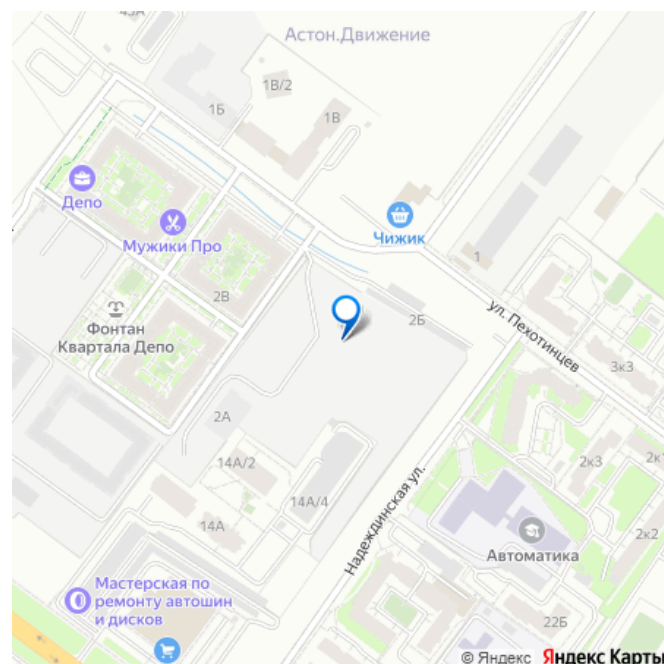 43А
Астон.Движение
1В/2
1Б
1В
Депо
Мужики Про
Чижик
1
2В
Фонтан
Квартала Депо
2Б
ул. Пехотинцев
3к3
2А
14А/2
2к3
2к1
14А/4
Надеждинская ул.
14А
2к2
Автоматика
Мастерская по
ремонту автошин
и дисков
22Б
© Яндекс Яндекс Карты